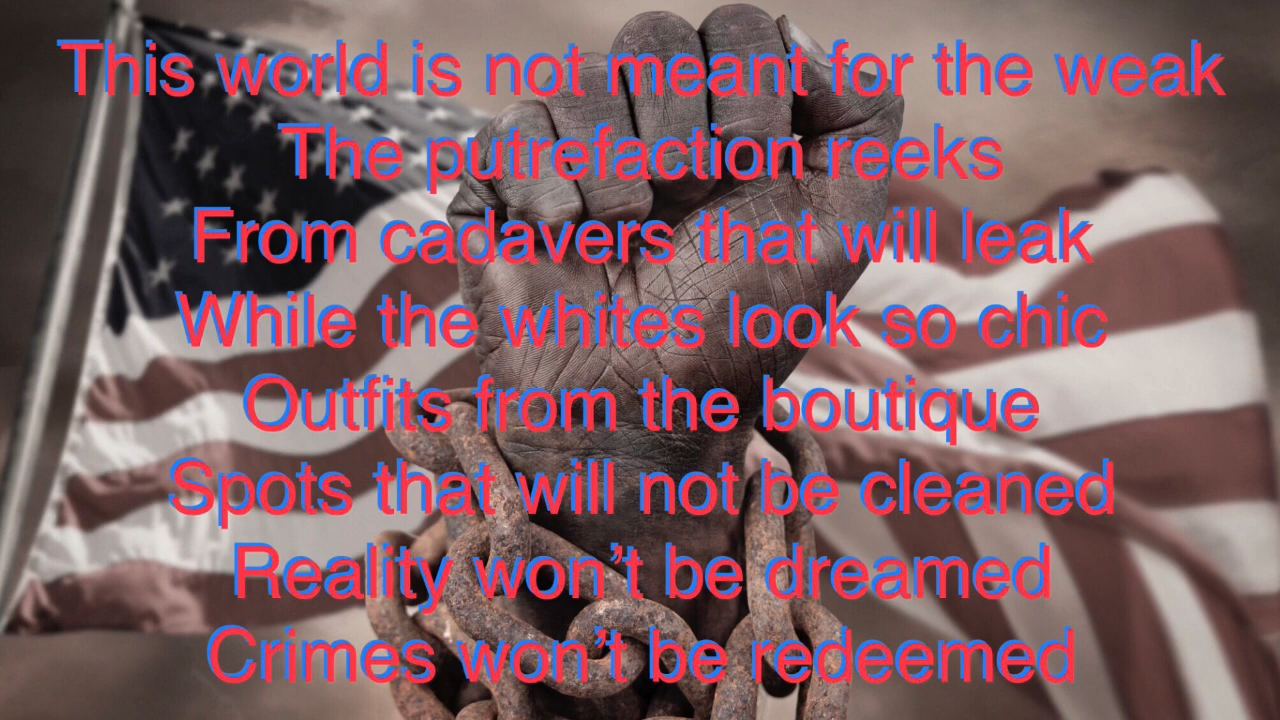 This world is not meant for the weak
The putrefaction reeks
From cadavers that will leak
While the whites look so chic
Outfits from the boutique
Spots that will not be cleaned
Reality won’t be dreamed
Crimes won’t be redeemed